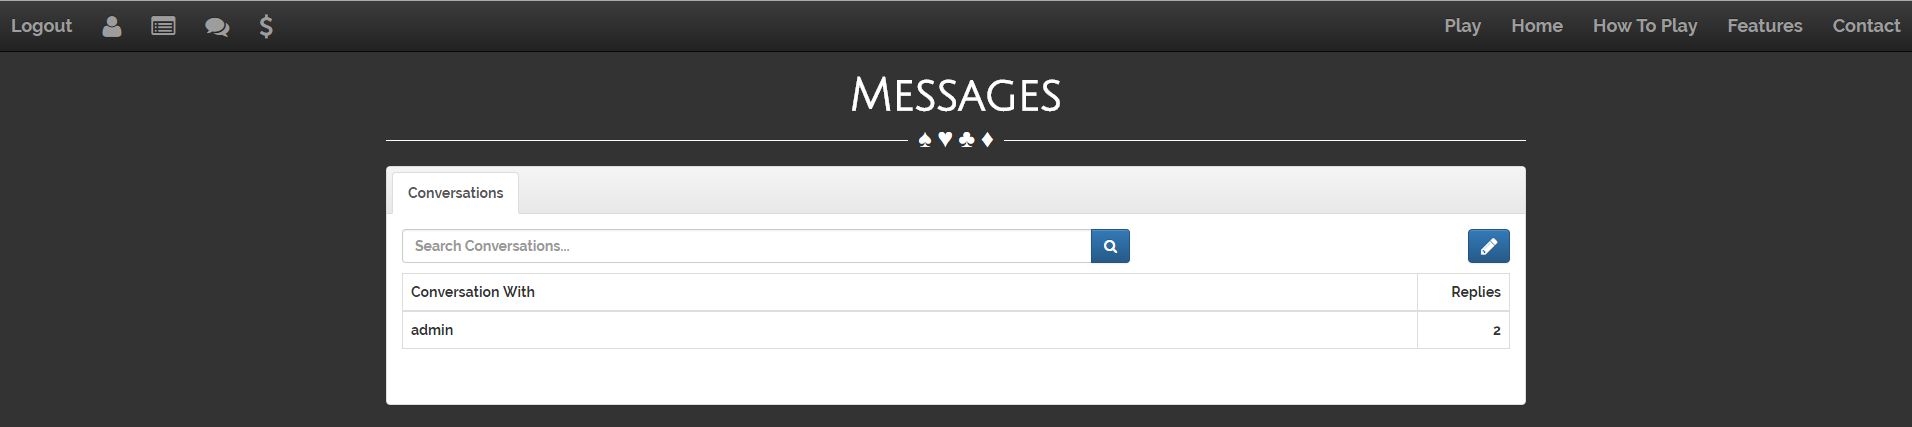 Logout $ Play Home How To Play Features Contact
MESSAGES
♠ ♥ ♣ ♦
Conversations
Search Conversations...
Conversation With Replies
admin 2